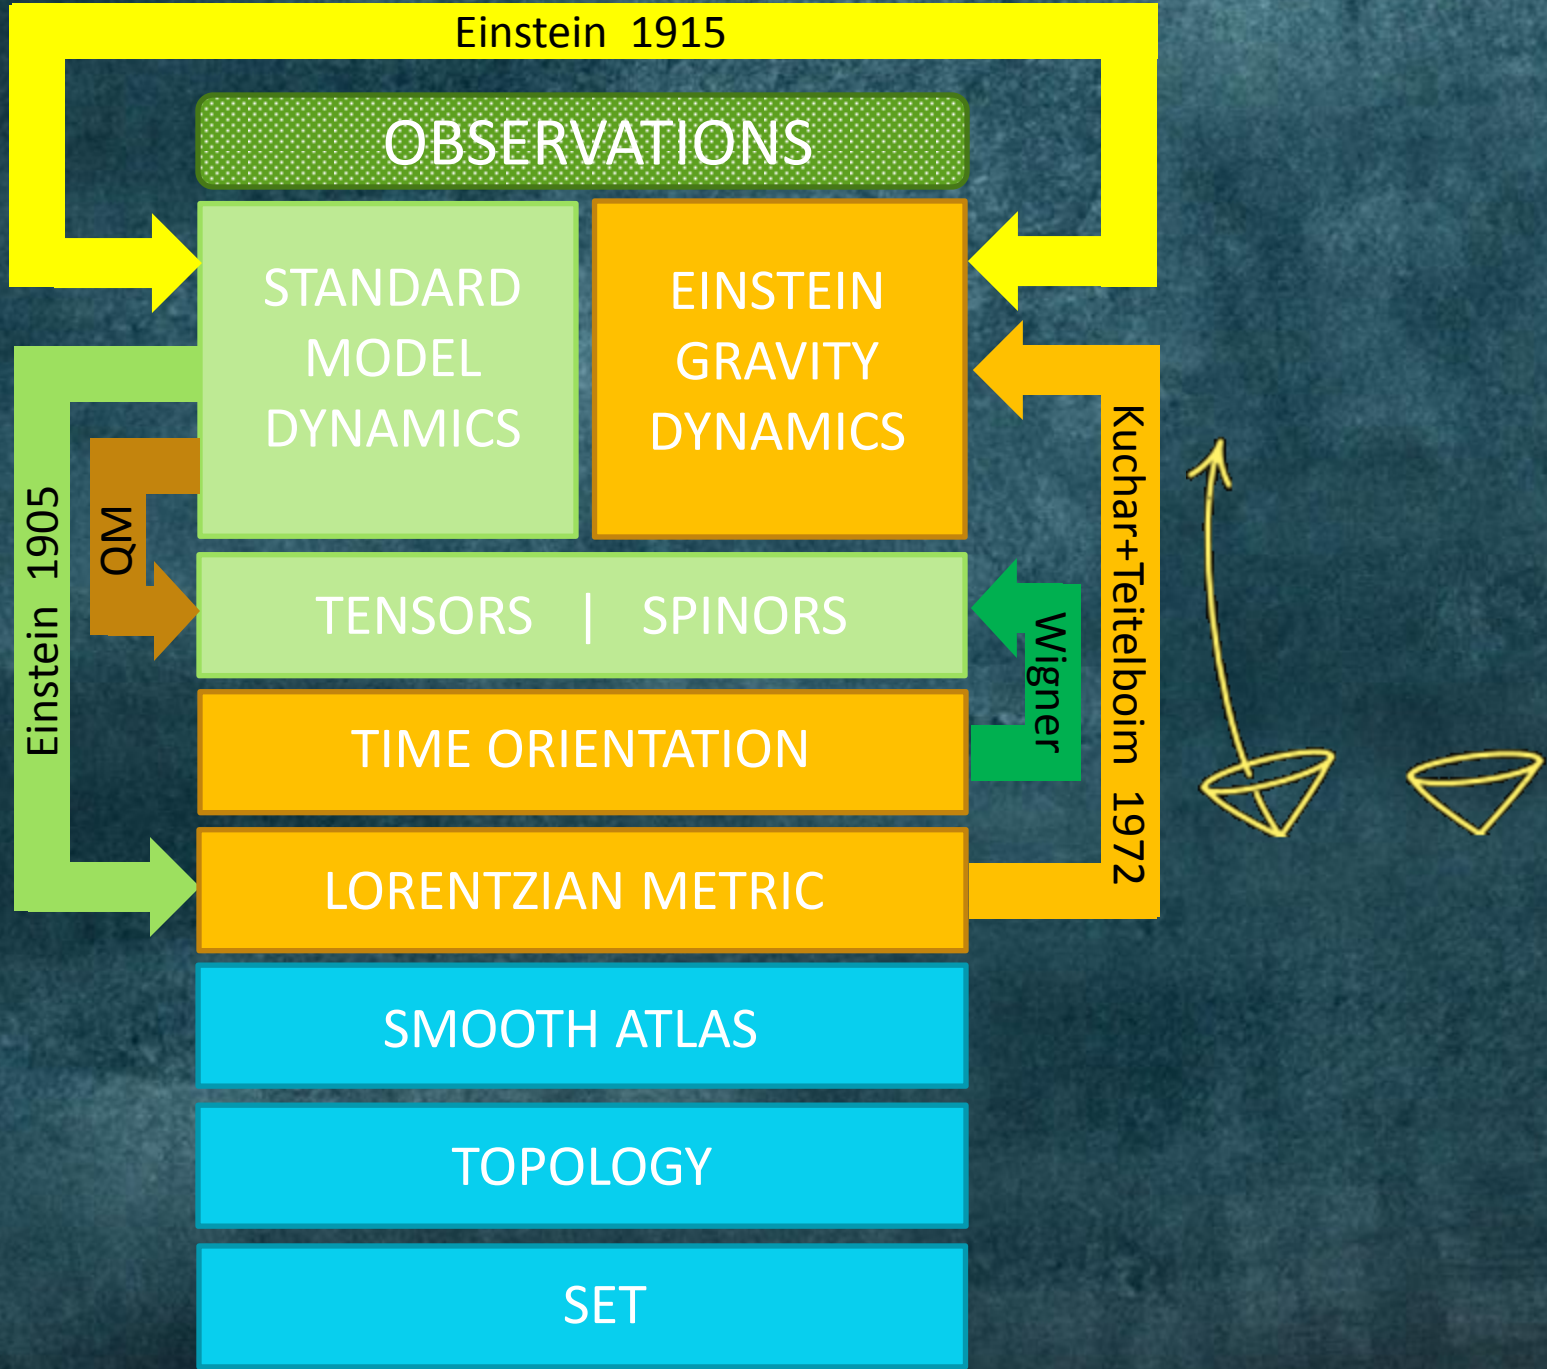 Einstein 1915
OBSERVATIONS
STANDARD
MODEL
DYNAMICS
EINSTEIN
GRAVITY
DYNAMICS
Einstein 1905
QM
TENSORS | SPINORS
Wigner
Kuchar+Teitelboim 1972
TIME ORIENTATION
LORENTZIAN METRIC
SMOOTH ATLAS
TOPOLOGY
SET